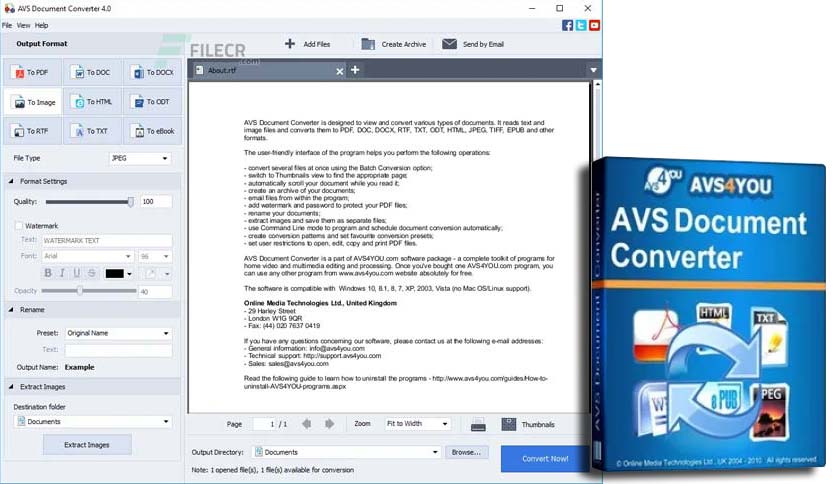 AVS Document Converter 4.0
File View Help
Output Format
Add Files
Create Archive
Send by Email
FILECR
.com
To PDF
To DOC
To DOCX
To Image
To HTML
To ODT
To RTF
To TXT
To eBook
File Type
JPEG
Format Settings
Quality:
100
Watermark
Text:
WATERMARK TEXT
Font:
Arial
96
B I U S
Opacity
40
Rename
Preset:
Original Name
Text:
Output Name: Example
Extract Images
Destination folder
Documents
Extract Images
About.rtf
AVS Document Converter is designed to view and convert various types of documents. It reads text and
image files and converts them to PDF, DOC, DOCX, RTF, TXT, ODT, HTML, JPEG, TIFF, EPUB and other
formats.
The user-friendly interface of the program helps you perform the following operations:
- convert several files at once using the Batch Conversion option;
- switch to Thumbnails view to find the appropriate page;
- automatically scroll your document while you read it;
- create an archive of your documents;
- email files from within the program;
- add watermark and password to protect your PDF files;
- rename your documents;
- extract images and save them as separate files;
- use Command Line mode to program and schedule document conversion automatically;
- create conversion patterns and set favourite conversion presets;
- set user restrictions to open, edit, copy and print PDF files.
AVS Document Converter is a part of AVS4YOU.com software package - a complete toolkit of programs for
home video and multimedia editing and processing. Once you've bought one AVS4YOU.com program, you
can use any other program from www.avs4you.com website absolutely for free.
The software is compatible with Windows 10, 8.1, 8, 7, XP, 2003, Vista (no Mac OS/Linux support).
Online Media Technologies Ltd., United Kingdom
- 29 Harley Street
- London W1G 9QR
- Fax: (44) 020 7637 0419
If you have any questions concerning our software, please contact us at the following e-mail addresses:
- General information: info@avs4you.com
- Technical support: http://support.avs4you.com
- Sales: sales@avs4you.com
Read the following guide to learn how to uninstall the programs - http://www.avs4you.com/guides/How-to-
uninstall-AVS4YOU-programs.aspx
Page
1 / 1
Zoom
Fit to Width
Thumbnails
Output Directory:
Documents
Browse...
Convert Now!
Note: 1 opened file(s), 1 file(s) available for conversion
AVS4YOU
AVS4YOU
AVS Document
Converter
HTML
TXT
W
PUB
JPEG
AVS Document Converter
© Online Media Technologies Ltd., UK 2004 - 2010 All rights reserved.